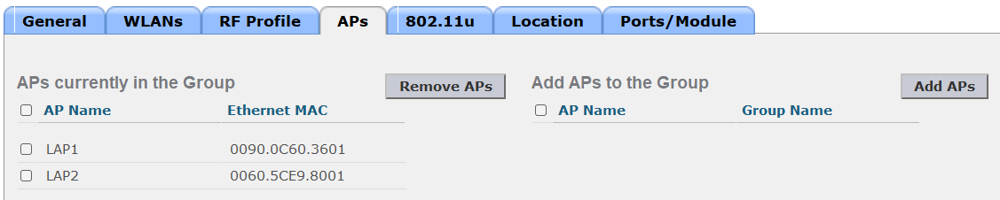 General WLANs RF Profile APs 802.11u Location Ports/Module
APs currently in the Group Remove APs Add APs to the Group Add APs
AP Name Ethernet MAC AP Name Group Name
LAP1 0090.0C60.3601
LAP2 0060.5CE9.8001